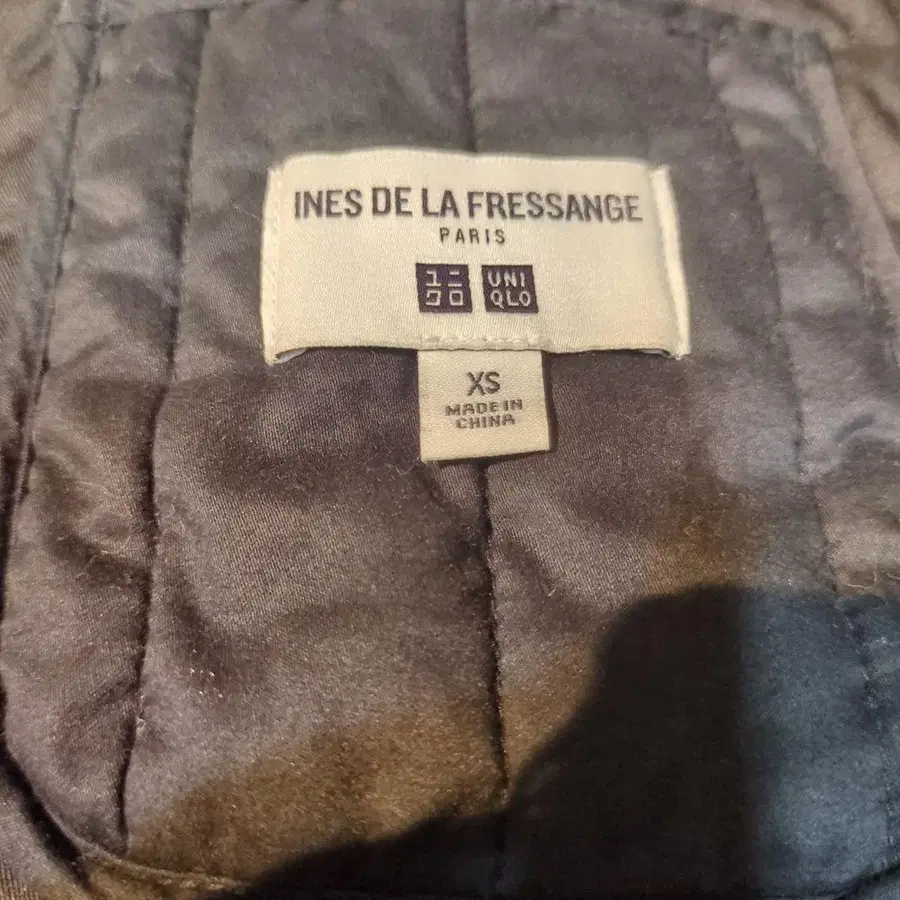 INES DE LA FRESSANGE
PARIS
ユニ UNI
クロ QLO
XS
MADE IN
CHINA